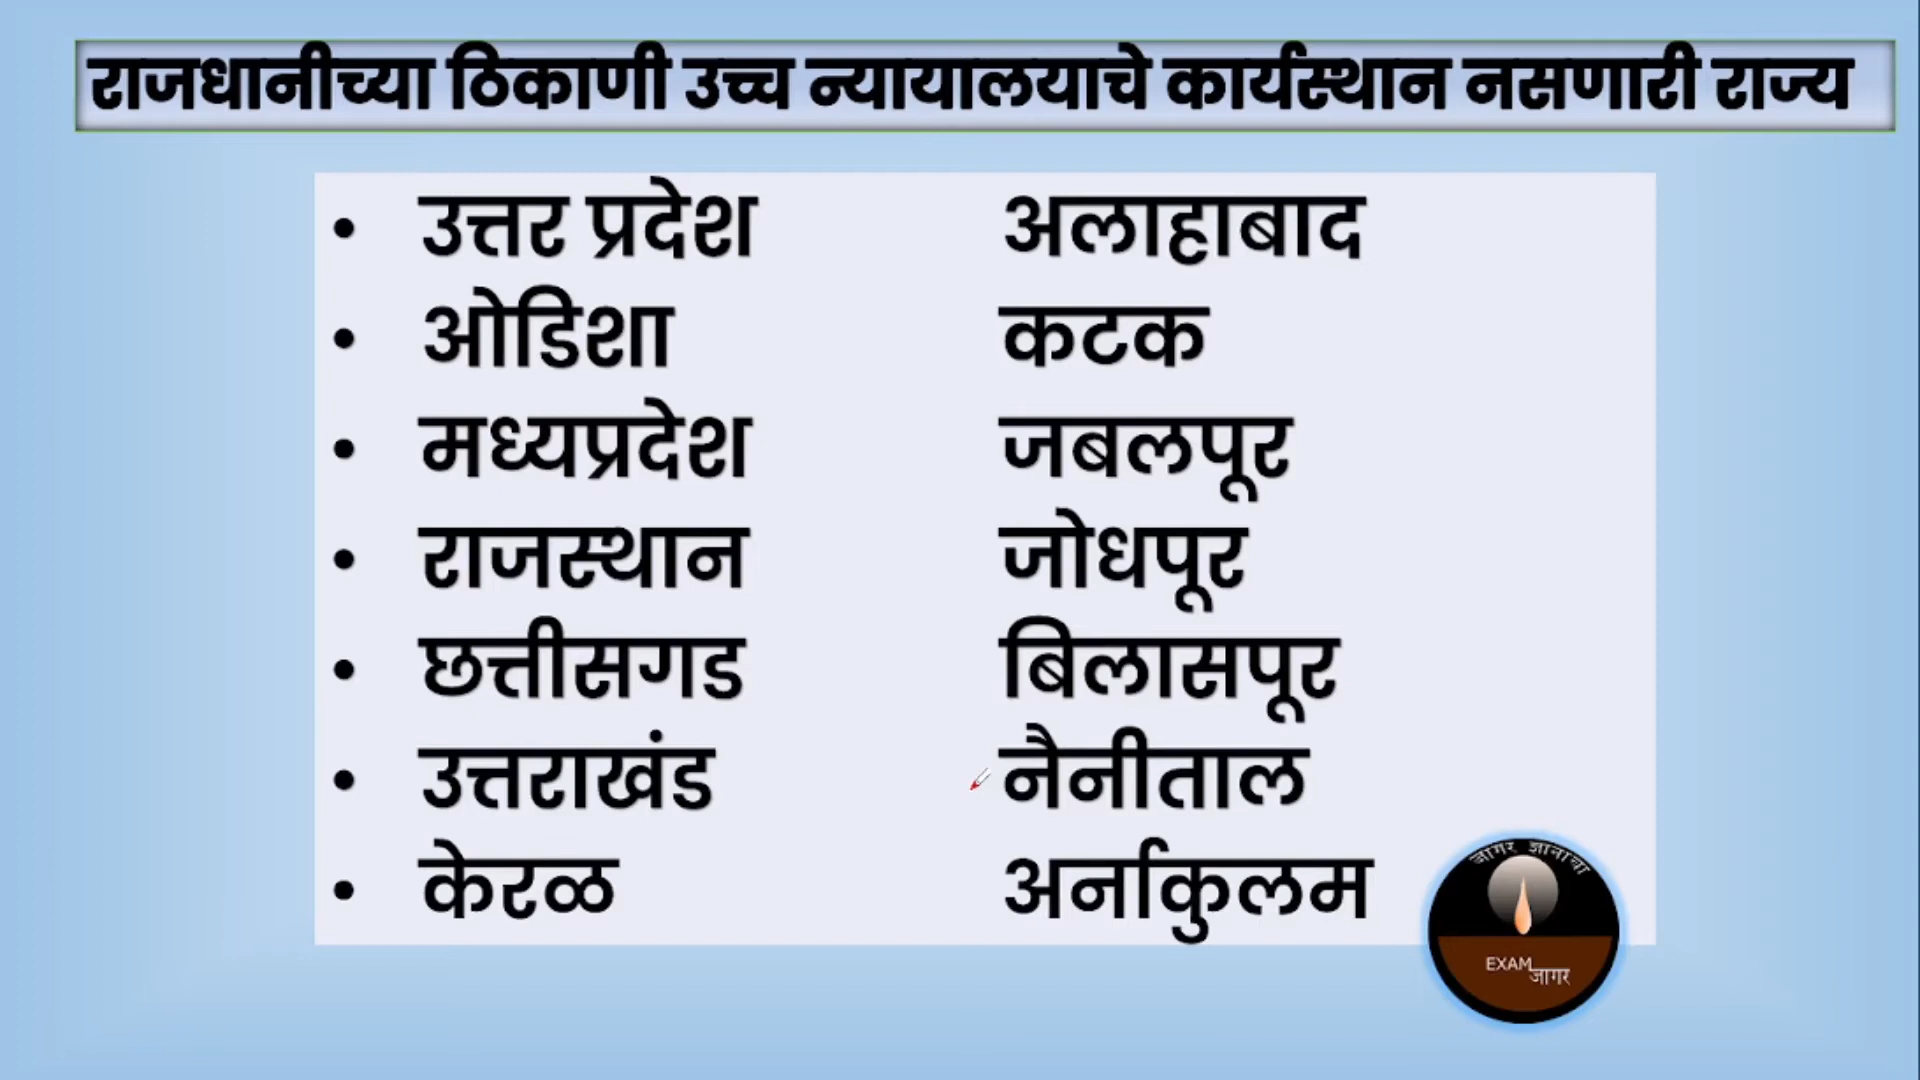 राजधानीच्या ठिकाणी उच्च न्यायालयाचे कार्यस्थान नसणारी राज्य
• उत्तर प्रदेश अलाहाबाद
• ओडिशा कटक
• मध्यप्रदेश जबलपूर
• राजस्थान जोधपूर
• छत्तीसगड बिलासपूर
• उत्तराखंड नैनीताल
• केरळ अर्नाकुलम
जागर ज्ञानाचा
EXAM जागर